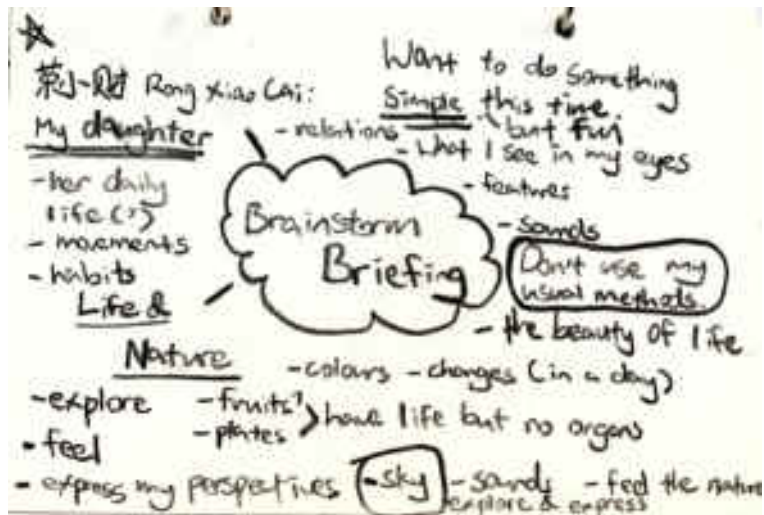 荣小财 Rong Xiao Cai:
My daughter
- her daily
life (?)
- movements
- habits
- relations
Want to do something
Simple this time
but fun
- what I see in my eyes
- features
- sounds
Don't use my
usual methods
Brainstorm
Briefing
Life &
Nature
- the beauty of life
- colours - changes (in a day)
- explore
- feel
- express my perspectives
- fruits
- plates
have life but no organs
- sky
- sounds
explore & express
- feel the nature